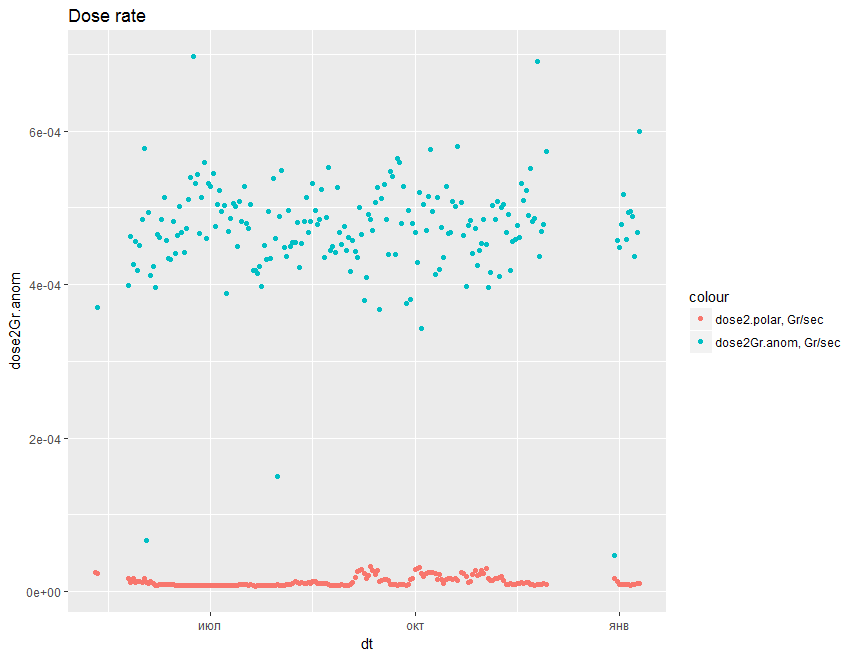 Dose rate
6e-04
4e-04
2e-04
0e+00
dose2Gr.anom
июл
окт
янв
dt
colour
dose2.polar, Gr/sec
dose2Gr.anom, Gr/sec